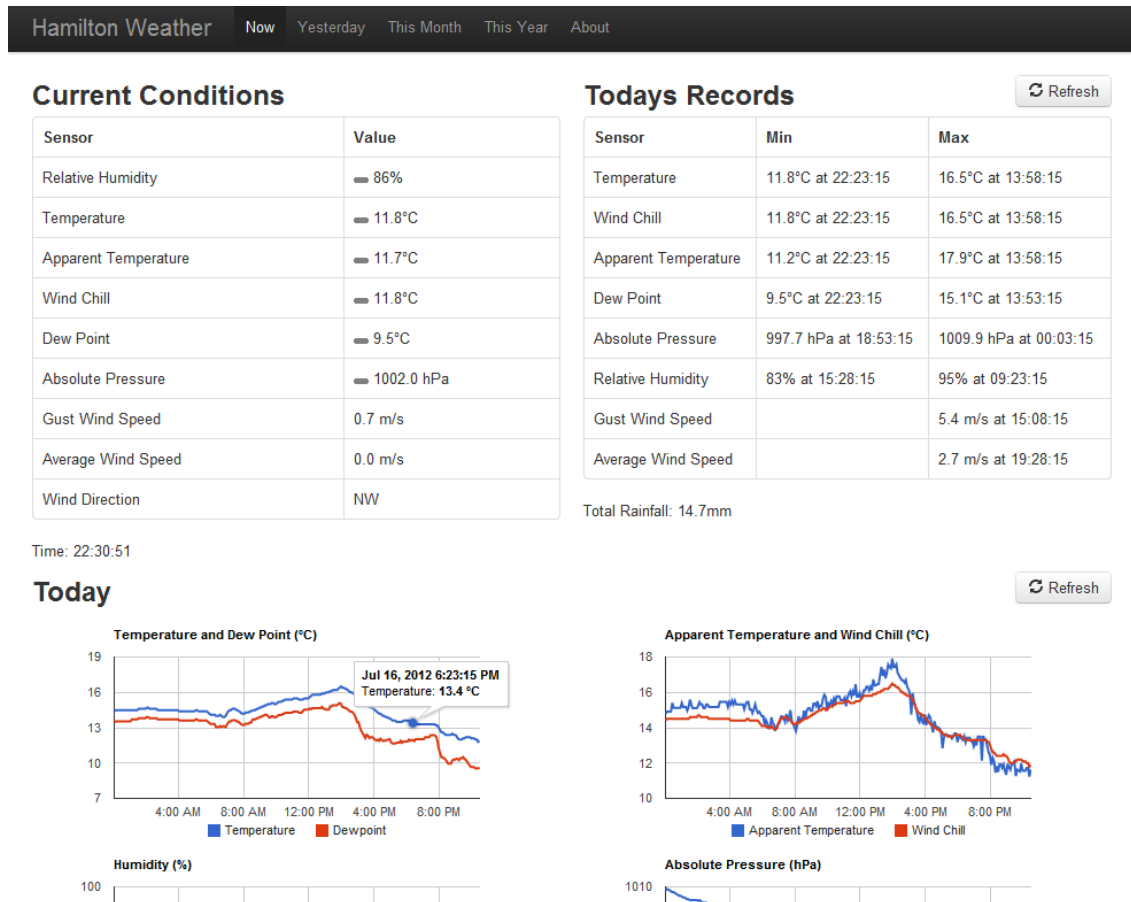 Hamilton Weather Now Yesterday This Month This Year About
Current Conditions
Sensor Value
Relative Humidity 86%
Temperature 11.8°C
Apparent Temperature 11.7°C
Wind Chill 11.8°C
Dew Point 9.5°C
Absolute Pressure 1002.0 hPa
Gust Wind Speed 0.7 m/s
Average Wind Speed 0.0 m/s
Wind Direction NW
Time: 22:30:51
Todays Records
Refresh
Sensor Min Max
Temperature 11.8°C at 22:23:15 16.5°C at 13:58:15
Wind Chill 11.8°C at 22:23:15 16.5°C at 13:58:15
Apparent Temperature 11.2°C at 22:23:15 17.9°C at 13:58:15
Dew Point 9.5°C at 22:23:15 15.1°C at 13:53:15
Absolute Pressure 997.7 hPa at 18:53:15 1009.9 hPa at 00:03:15
Relative Humidity 83% at 15:28:15 95% at 09:23:15
Gust Wind Speed 5.4 m/s at 15:08:15
Average Wind Speed 2.7 m/s at 19:28:15
Total Rainfall: 14.7mm
Today
Refresh
Temperature and Dew Point (°C)
19
16
13
10
7
Jul 16, 2012 6:23:15 PM
Temperature: 13.4 °C
4:00 AM 8:00 AM 12:00 PM 4:00 PM 8:00 PM
Temperature Dewpoint
Apparent Temperature and Wind Chill (°C)
18
16
14
12
10
4:00 AM 8:00 AM 12:00 PM 4:00 PM 8:00 PM
Apparent Temperature Wind Chill
Humidity (%)
100
Absolute Pressure (hPa)
1010